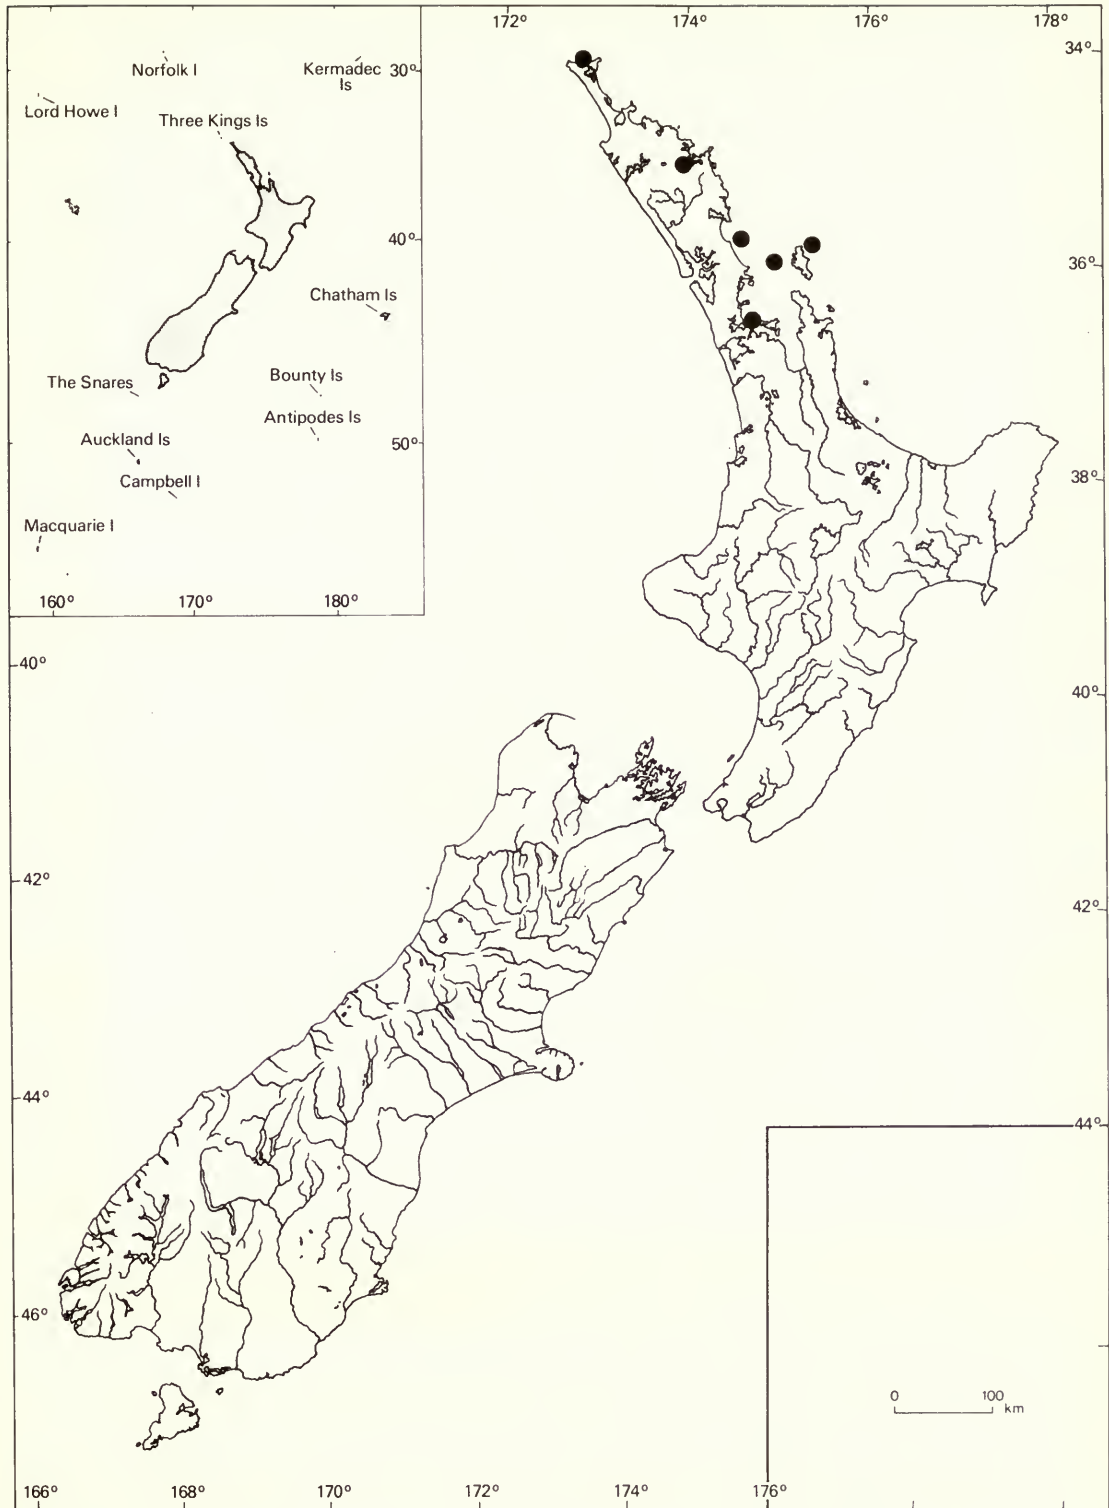 172° 174° 176° 178°
34°
Norfolk I
Kermadec 30°
Is
Lord Howe I
Three Kings Is
40°
36°
Chatham Is
The Snares
Bounty Is
Antipodes Is
Auckland Is
50°
Campbell I
38°
Macquarie I
160° 170° 180°
40°
40°
42°
42°
44°
44°
46°
0 100
km
166° 168° 170° 172° 174° 176°